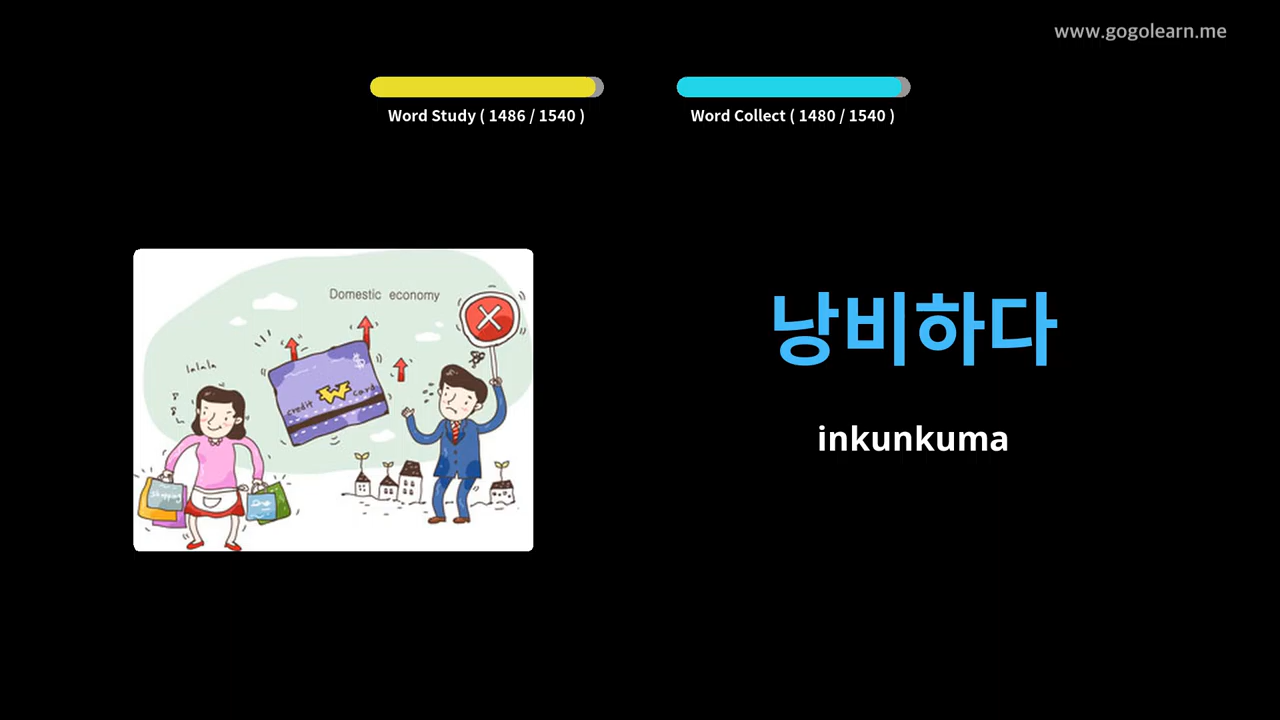 www.gogolearn.me
Word Study ( 1486 / 1540 )
Word Collect ( 1480 / 1540 )
Domestic economy
lalala
$
W
credit card
shopping
낭비하다
inkunkuma